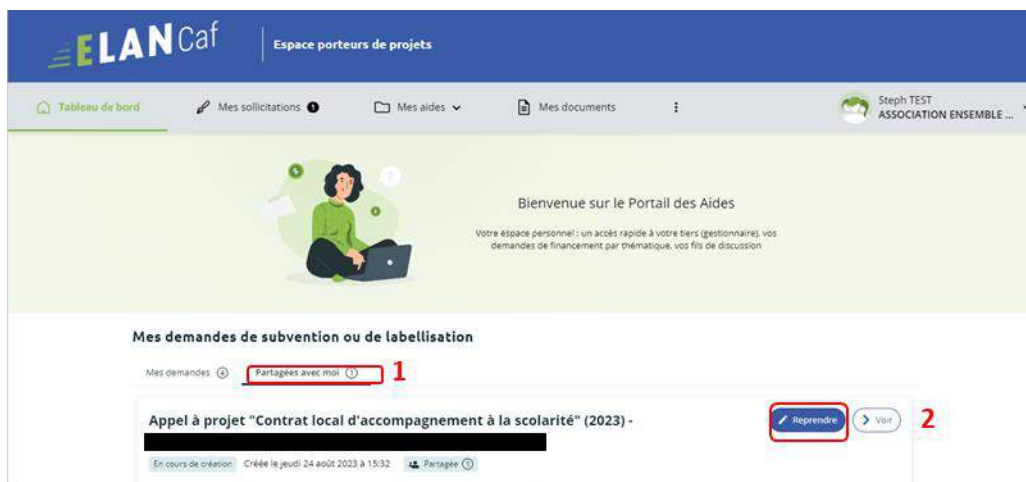 ELAN Caf
Espace porteurs de projets
Tableau de bord
Mes sollicitations 1
Mes aides
Mes documents
Steph TEST
ASSOCIATION ENSEMBLE ...
Bienvenue sur le Portail des Aides
Votre espace personnel : un accès rapide à votre tiers (gestionnaire), vos
demandes de financement par thématique, vos fils de discussion
Mes demandes de subvention ou de labellisation
Mes demandes 4
Partagées avec moi 1
1
Appel à projet "Contrat local d'accompagnement à la scolarité" (2023) -
Reprendre
Voir
2
En cours de création
Créée le jeudi 24 août 2023 à 15:32
Partagée 1